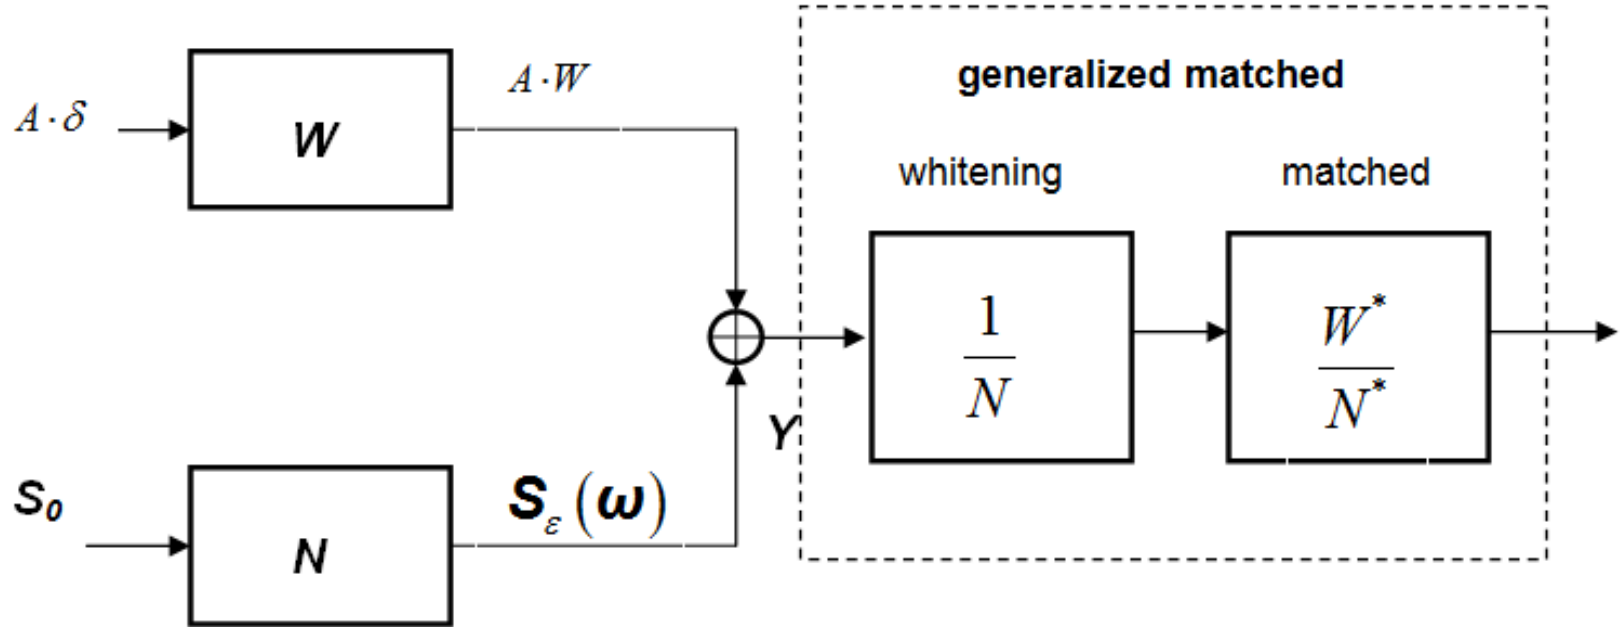 generalized matched
A·δ
W
A·W
whitening
matched
1
N
W*
N*
Y
S₀
N
Sε(ω)